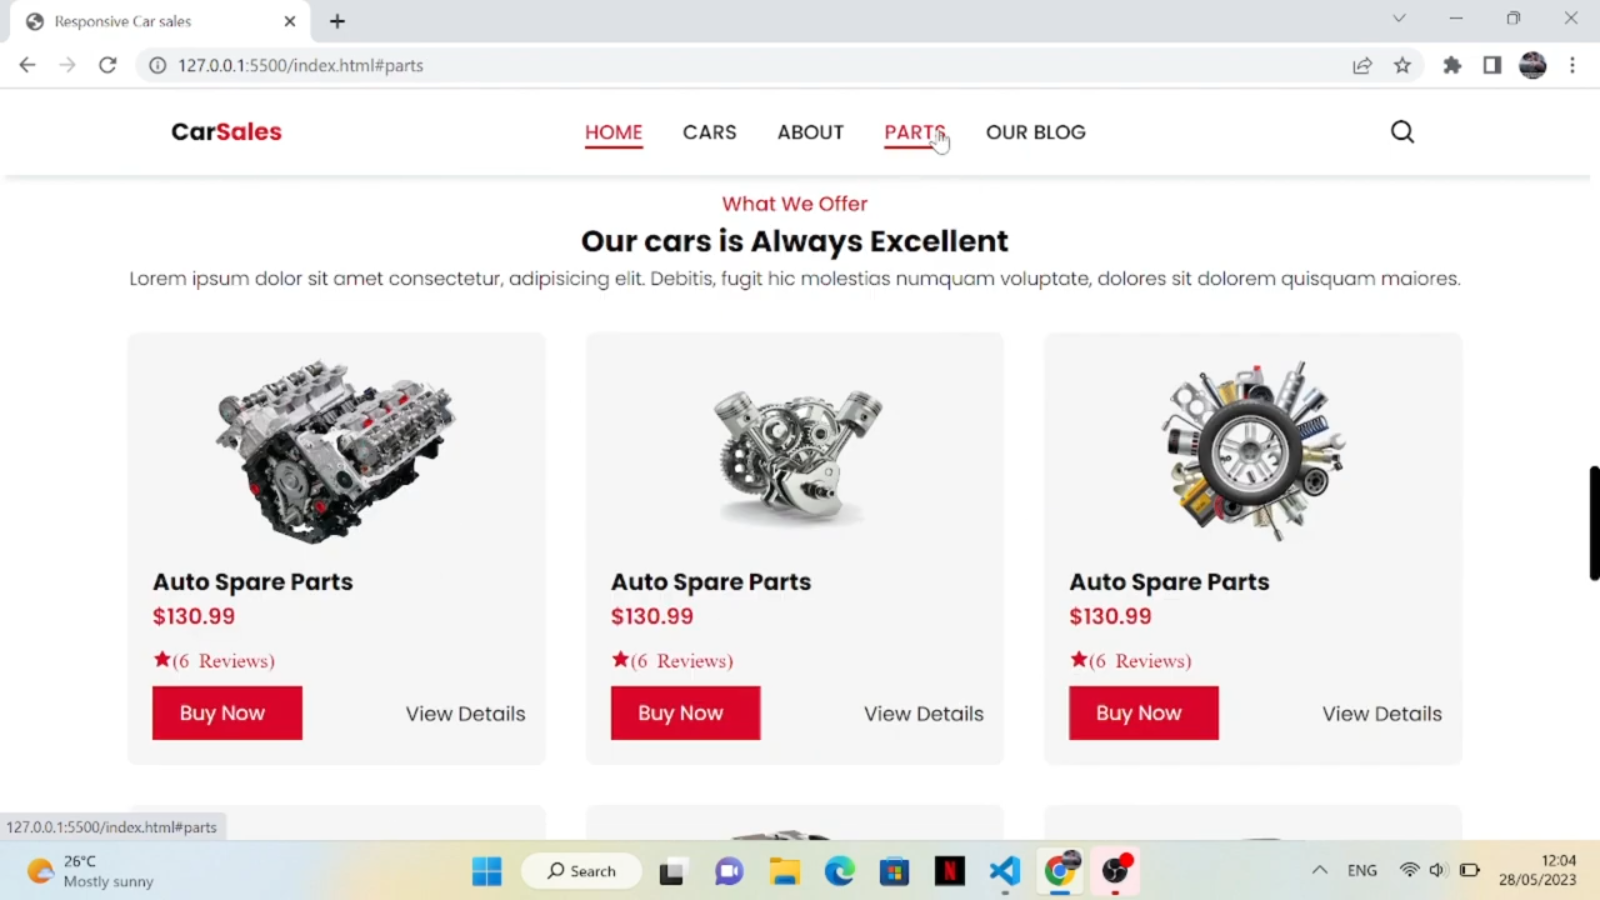 Responsive Car sales
127.0.0.1:5500/index.html#parts
CarSales
HOME CARS ABOUT PARTS OUR BLOG
What We Offer
Our cars is Always Excellent
Lorem ipsum dolor sit amet consectetur, adipisicing elit. Debitis, fugit hic molestias numquam voluptate, dolores sit dolorem quisquam maiores.
Auto Spare Parts
$130.99
(6 Reviews)
Buy Now View Details
Auto Spare Parts
$130.99
(6 Reviews)
Buy Now View Details
Auto Spare Parts
$130.99
(6 Reviews)
Buy Now View Details
127.0.0.1:5500/index.html#parts
26°C
Mostly sunny
Search
N
ENG
12:04
28/05/2023